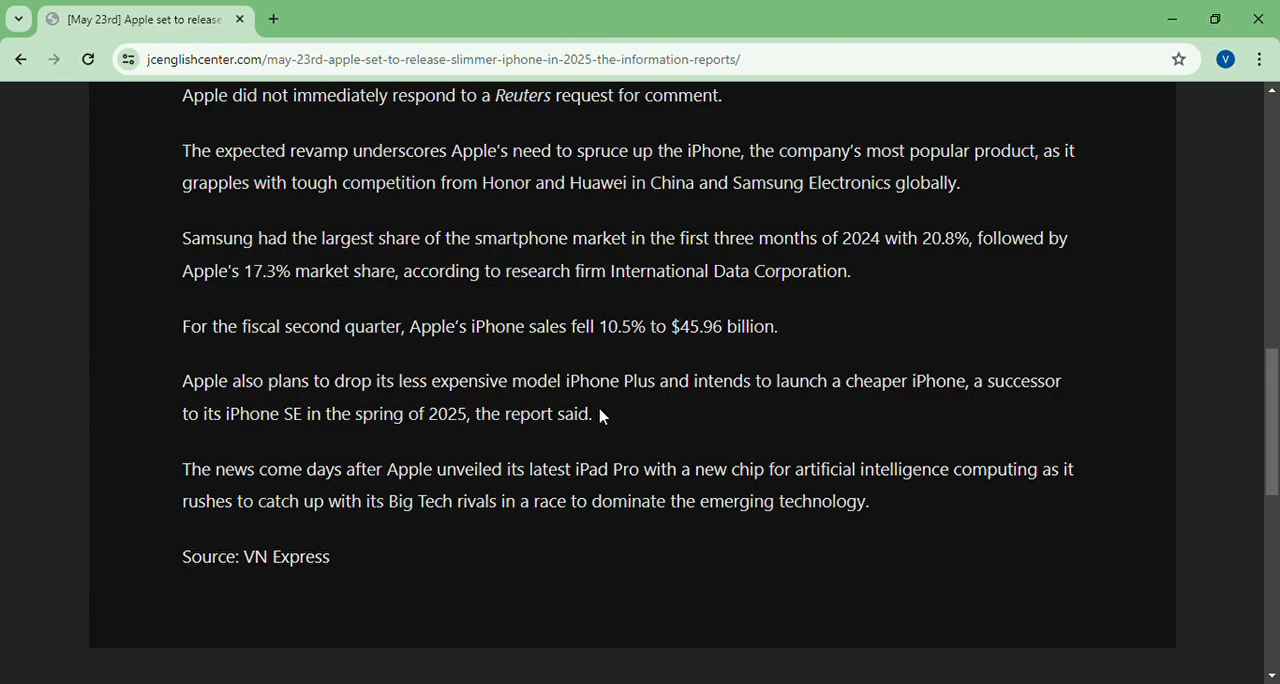 [May 23rd] Apple set to release
jcenglishcenter.com/may-23rd-apple-set-to-release-slimmer-iphone-in-2025-the-information-reports/
V
Apple did not immediately respond to a Reuters request for comment.
The expected revamp underscores Apple's need to spruce up the iPhone, the company's most popular product, as it
grapples with tough competition from Honor and Huawei in China and Samsung Electronics globally.
Samsung had the largest share of the smartphone market in the first three months of 2024 with 20.8%, followed by
Apple's 17.3% market share, according to research firm International Data Corporation.
For the fiscal second quarter, Apple's iPhone sales fell 10.5% to $45.96 billion.
Apple also plans to drop its less expensive model iPhone Plus and intends to launch a cheaper iPhone, a successor
to its iPhone SE in the spring of 2025, the report said.
The news come days after Apple unveiled its latest iPad Pro with a new chip for artificial intelligence computing as it
rushes to catch up with its Big Tech rivals in a race to dominate the emerging technology.
Source: VN Express